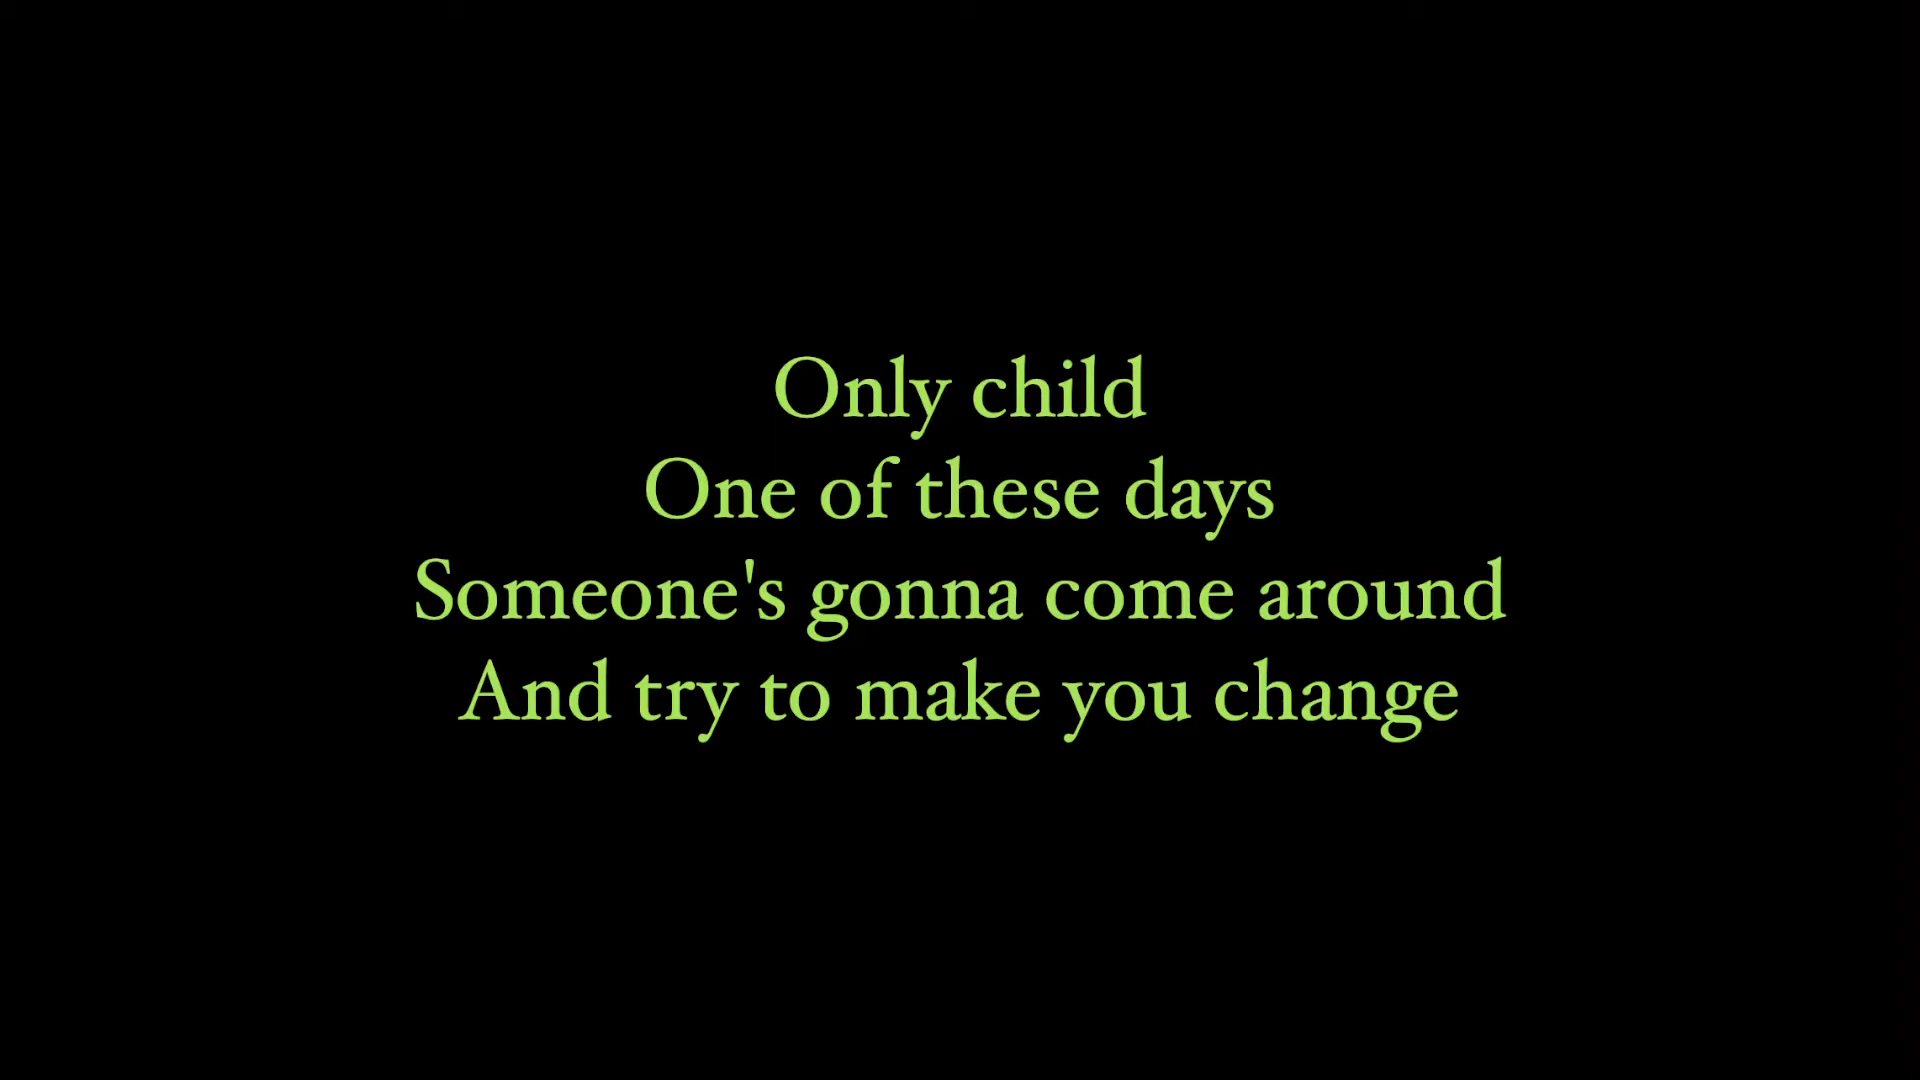 Only child
One of these days
Someone's gonna come around
And try to make you change